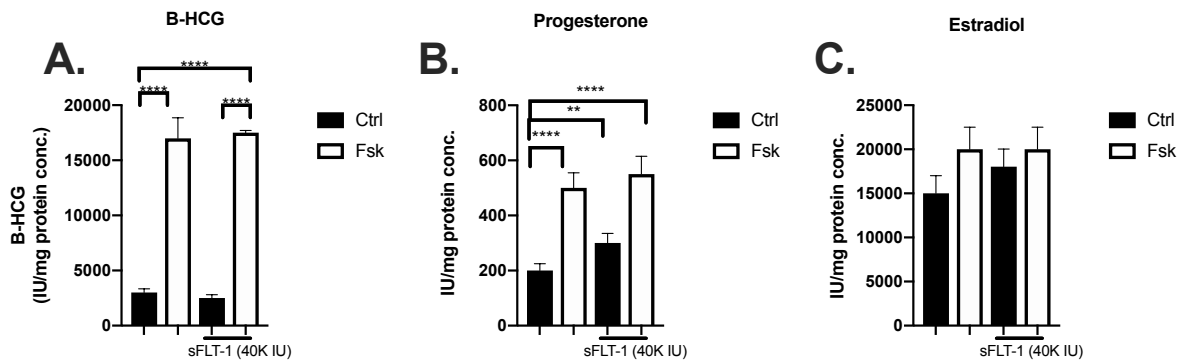 B-HCG
A.
****
****
****
20000
15000
10000
5000
0
B-HCG
(IU/mg protein conc.)
sFLT-1 (40K IU)
Ctrl
Fsk
Progesterone
B.
****
**
****
800
600
400
200
0
IU/mg protein conc.
sFLT-1 (40K IU)
Ctrl
Fsk
Estradiol
C.
25000
20000
15000
10000
5000
0
IU/mg protein conc.
sFLT-1 (40K IU)
Ctrl
Fsk